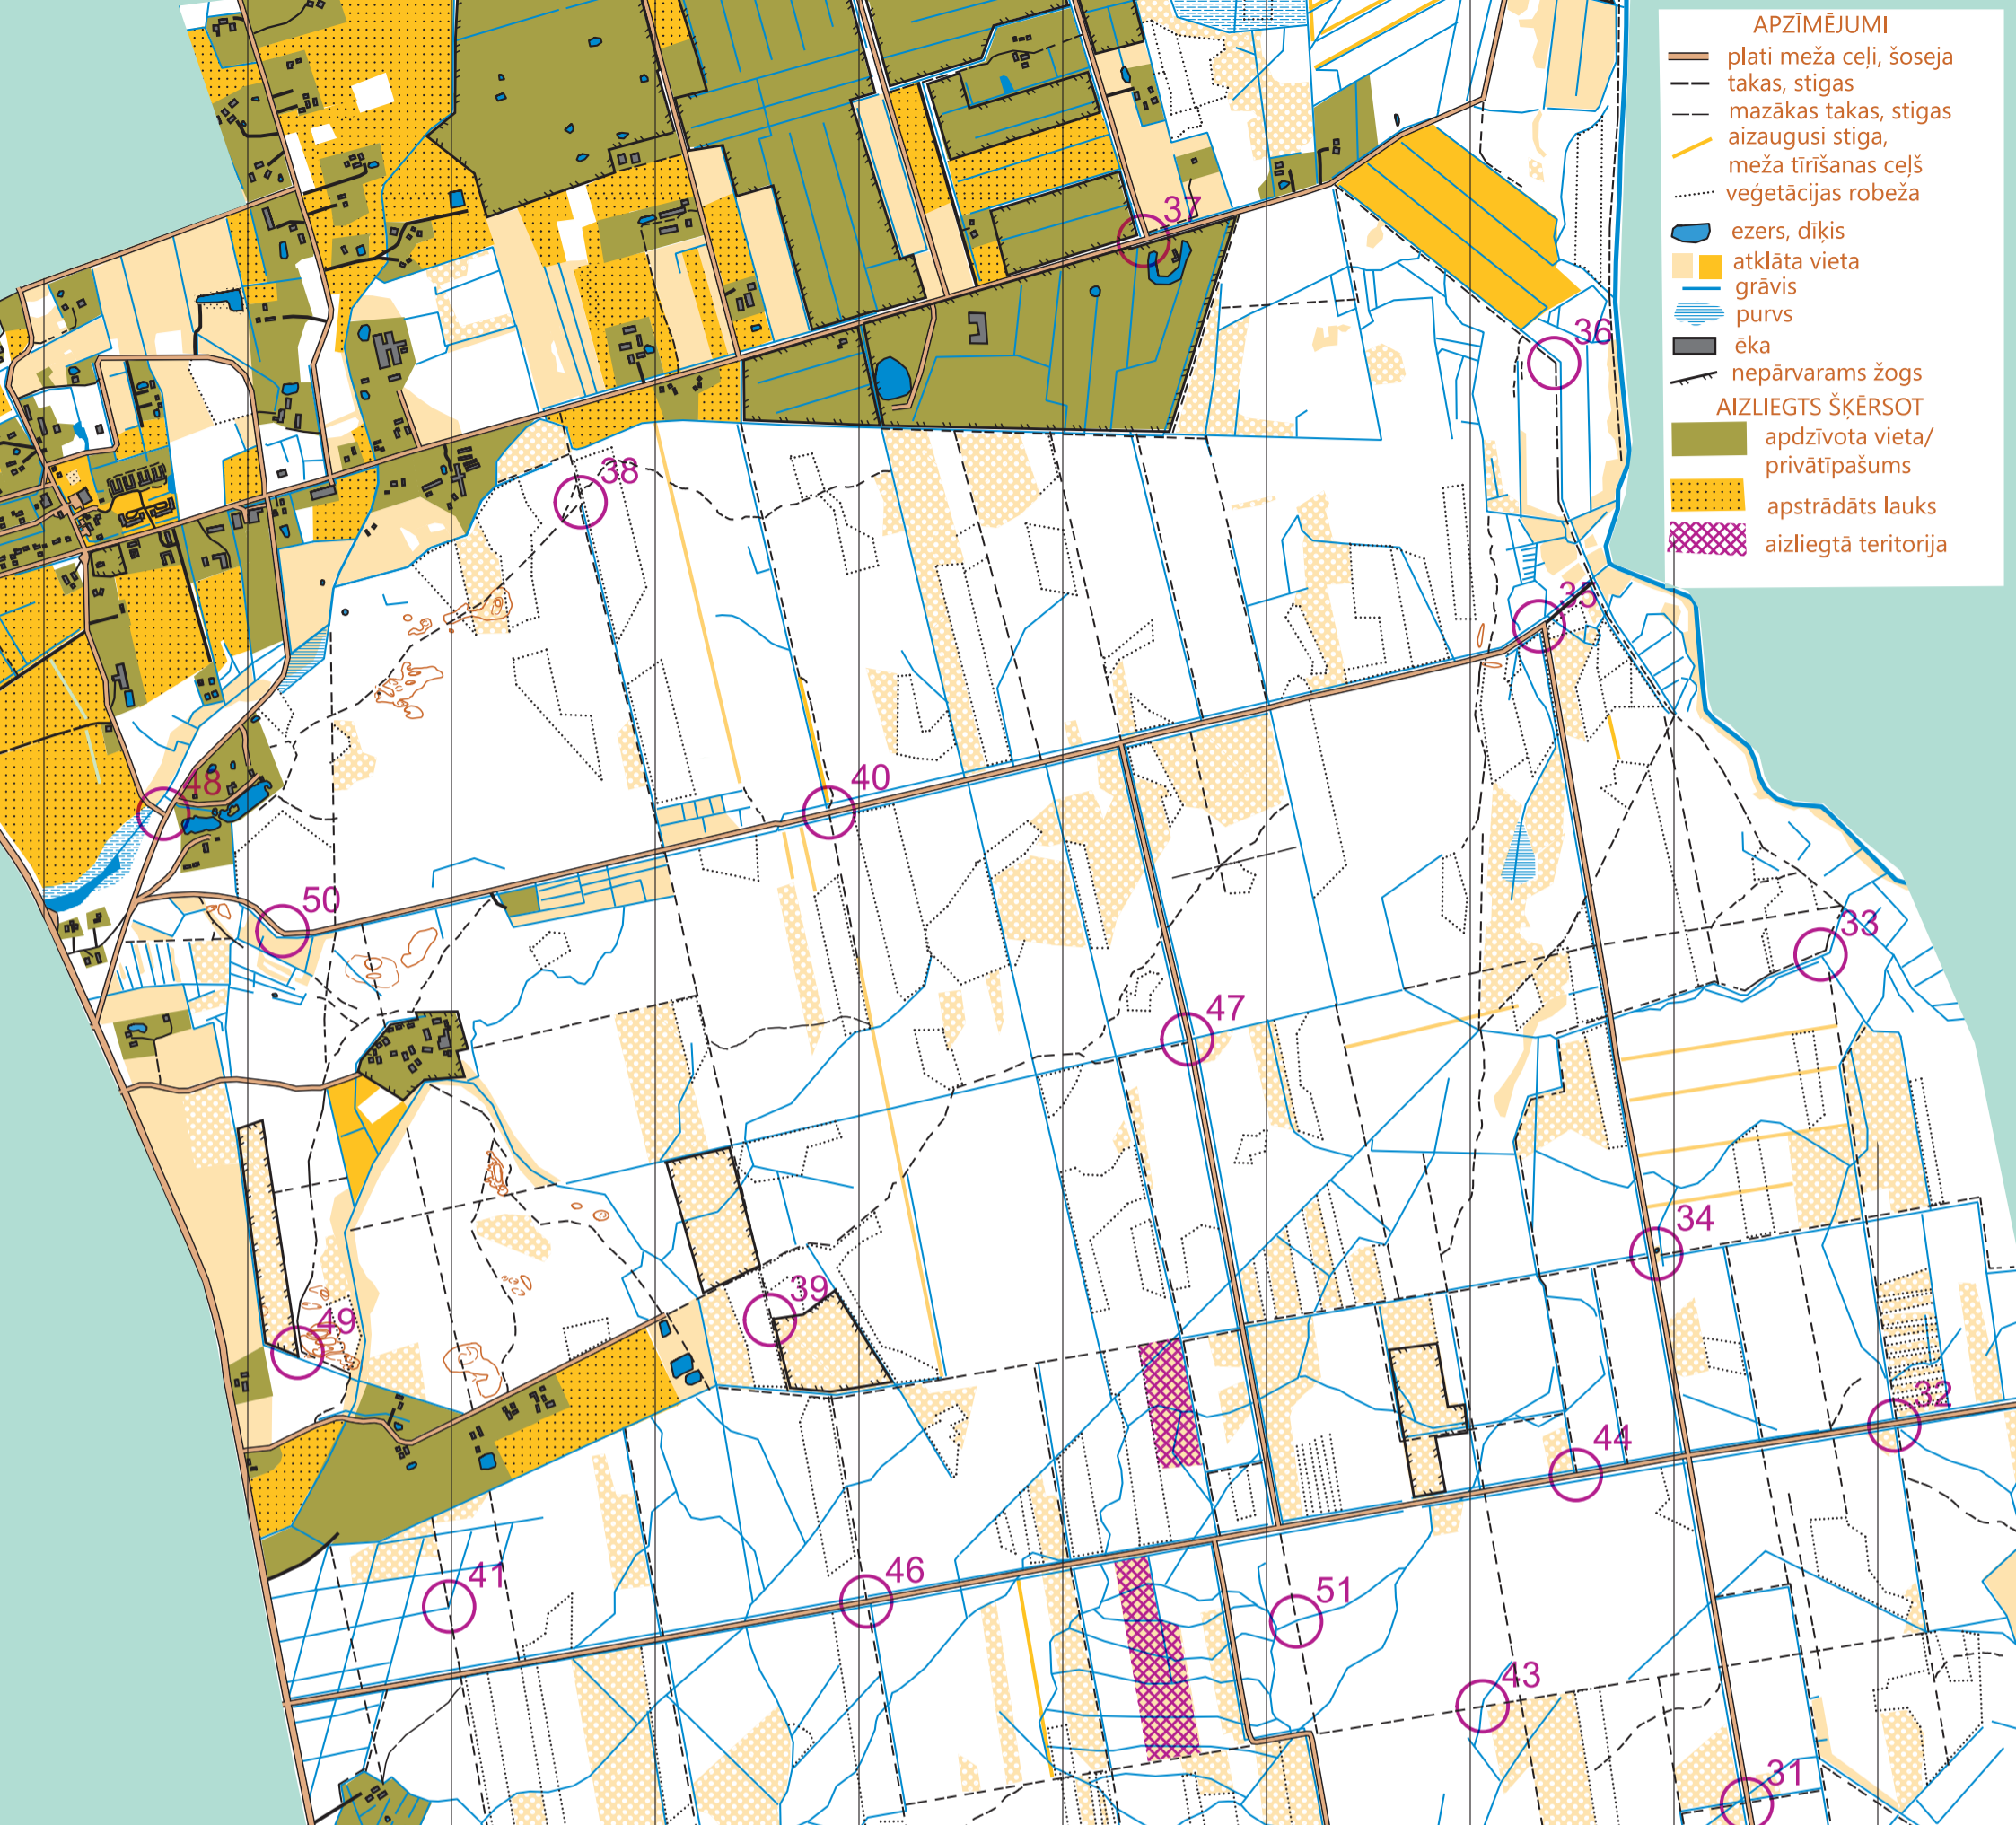 APZĪMĒJUMI
plati meža ceļi, šoseja
takas, stigas
mazākas takas, stigas
aizaugusi stiga,
meža tīrīšanas ceļš
veģetācijas robeža
ezers, dīķis
atklāta vieta
grāvis
purvs
ēka
nepārvarams žogs
AIZLIEGTS ŠĶĒRSOT
apdzīvota vieta/
privātīpašums
apstrādāts lauks
aizliegtā teritorija
37
36
38
35
48
40
50
33
47
34
39
49
32
44
46
41
51
43
31